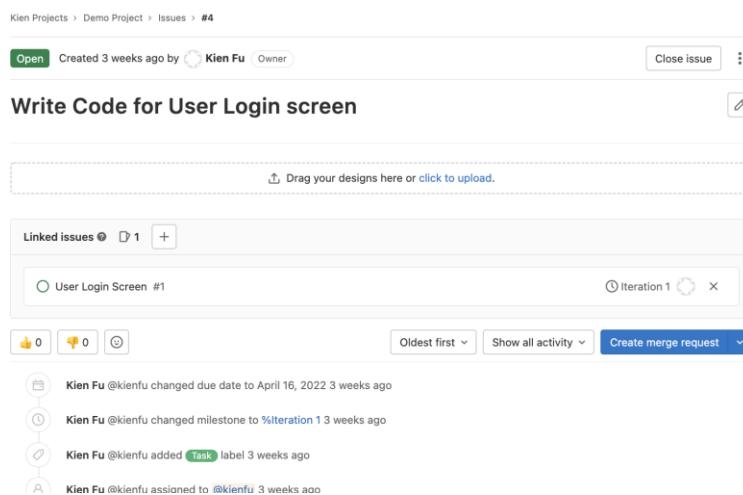 Kien Projects > Demo Project > Issues > #4
Open Created 3 weeks ago by Kien Fu Owner Close issue
Write Code for User Login screen
Drag your designs here or click to upload.
Linked issues 1
User Login Screen #1 Iteration 1
0 0 Oldest first Show all activity Create merge request
Kien Fu @kienfu changed due date to April 16, 2022 3 weeks ago
Kien Fu @kienfu changed milestone to %Iteration 1 3 weeks ago
Kien Fu @kienfu added Task label 3 weeks ago
Kien Fu @kienfu assigned to @kienfu 3 weeks ago